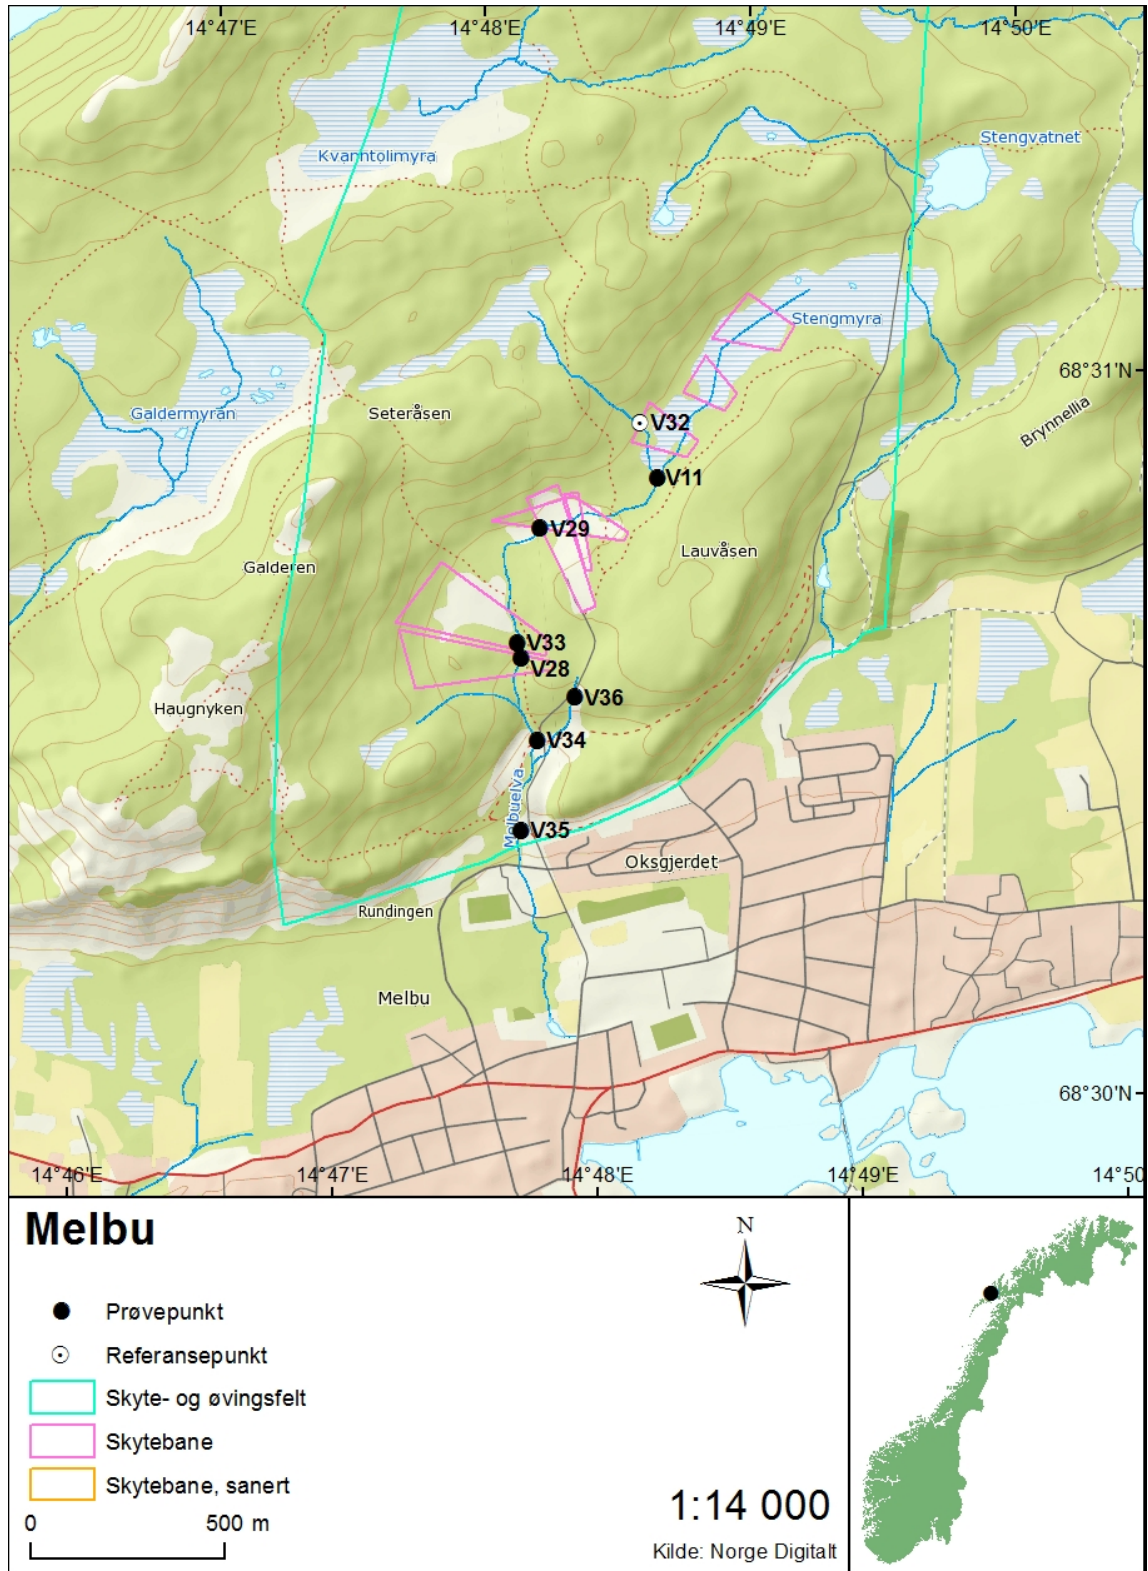 14°47'E
14°48'E
14°49'E
14°50'E
Stengvatnet
Kvanntolimyra
Stengmyra
68°31'N
Galdermyran
Seteråsen
Brynnellia
V32
V11
V29
Lauvåsen
Galderen
V33
V28
V36
Haugnyken
V34
Melbuelva
V35
Oksgjerdet
Rundingen
Melbu
68°30'N
14°46'E
14°47'E
14°48'E
14°49'E
14°50
Melbu
N
Prøvepunkt
Referansepunkt
Skyte- og øvingsfelt
Skytebane
Skytebane, sanert
0 500 m
1:14 000
Kilde: Norge Digitalt